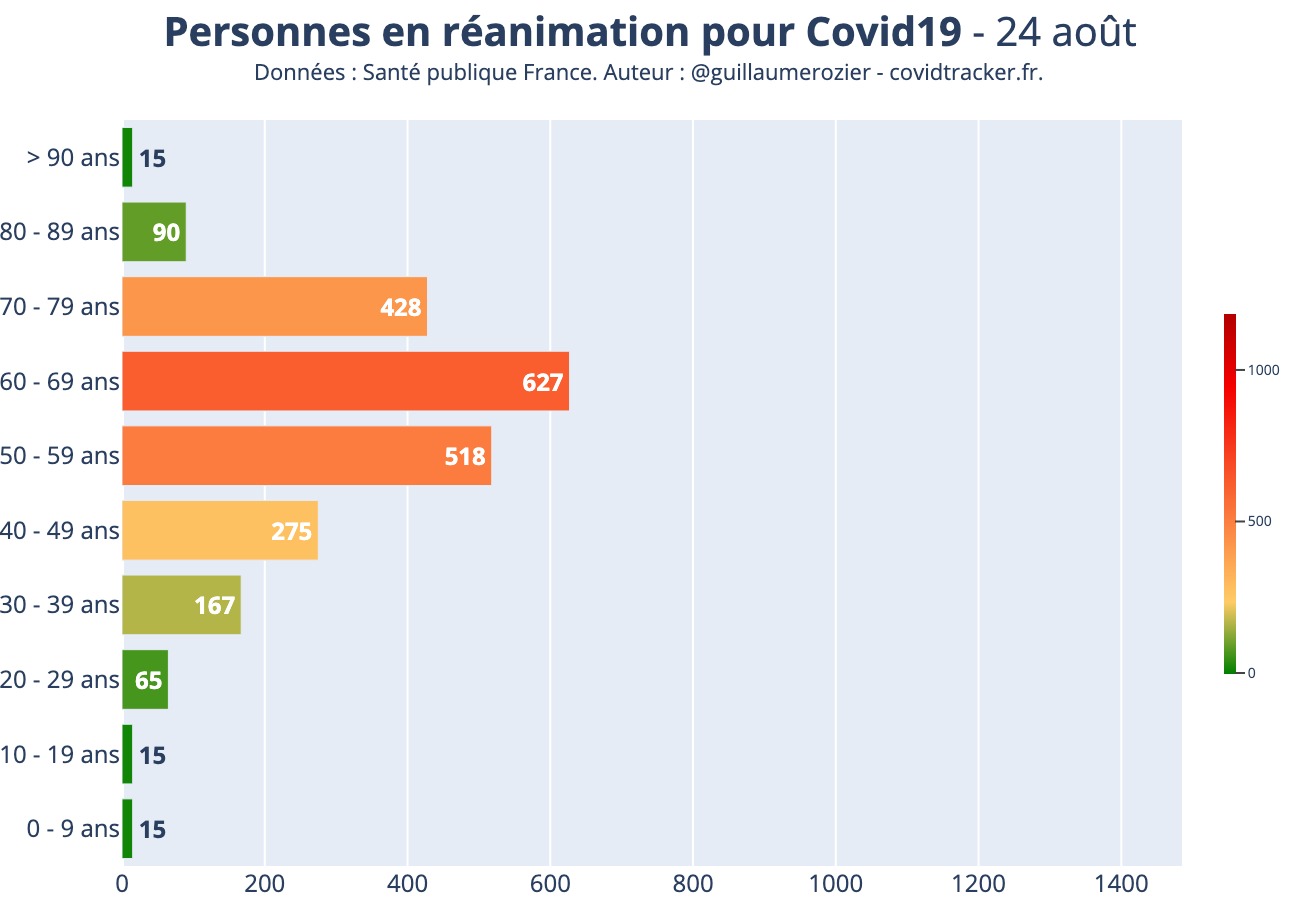 Personnes en réanimation pour Covid19 - 24 août
Données : Santé publique France. Auteur : @guillaumerozier - covidtracker.fr.
> 90 ans 15
80 - 89 ans 90
70 - 79 ans 428
60 - 69 ans 627
50 - 59 ans 518
40 - 49 ans 275
30 - 39 ans 167
20 - 29 ans 65
10 - 19 ans 15
0 - 9 ans 15
0 200 400 600 800 1000 1200 1400
1000
500
0